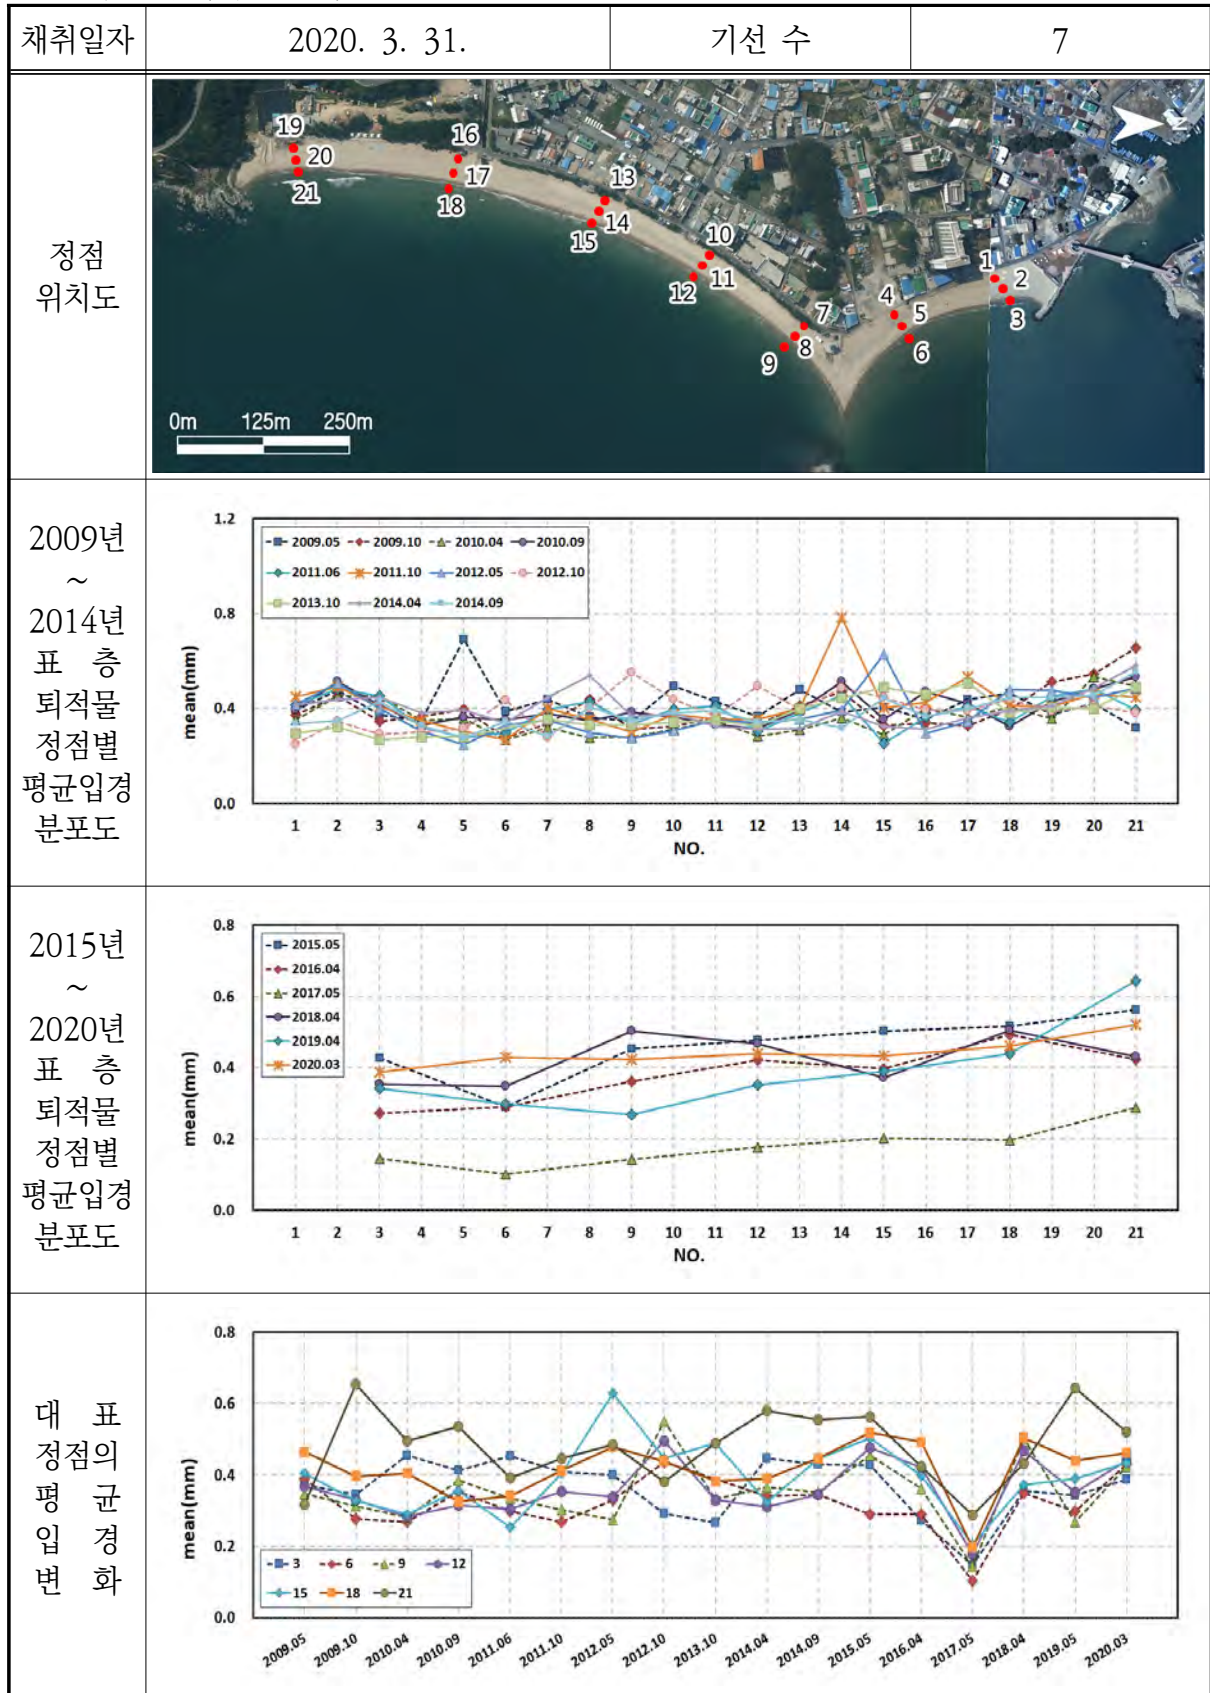 채취일자
2020. 3. 31.
기선 수
7
정점
위치도
19
20
21
16
17
18
13
14
15
10
11
12
7
8
9
4
5
6
1
2
3
N
0m 125m 250m
2009년
~
2014년
표 층
퇴적물
정점별
평균입경
분포도
1.2
0.8
0.4
0.0
mean(mm)
2009.05 2009.10 2010.04 2010.09
2011.06 2011.10 2012.05 2012.10
2013.10 2014.04 2014.09
1 2 3 4 5 6 7 8 9 10 11 12 13 14 15 16 17 18 19 20 21
NO.
2015년
~
2020년
표 층
퇴적물
정점별
평균입경
분포도
0.8
0.6
0.4
0.2
0.0
mean(mm)
2015.05
2016.04
2017.05
2018.04
2019.04
2020.03
1 2 3 4 5 6 7 8 9 10 11 12 13 14 15 16 17 18 19 20 21
NO.
대 표
정점의
평 균
입 경
변 화
0.8
0.6
0.4
0.2
0.0
mean(mm)
3 6 9 12
15 18 21
2009.05 2009.10 2010.04 2010.09 2011.06 2011.10 2012.05 2012.10 2013.10 2014.04 2014.09 2015.05 2016.04 2017.05 2018.04 2019.05 2020.03